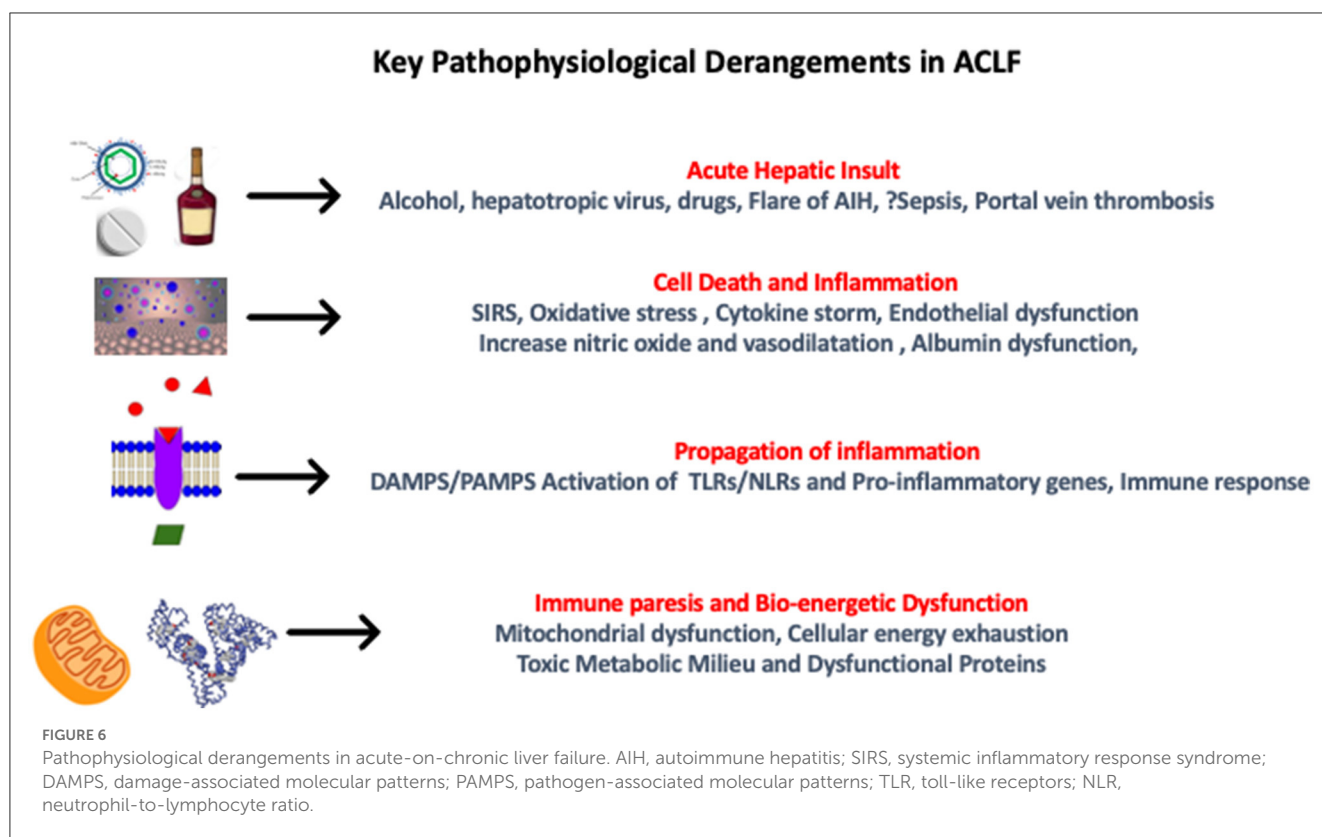 Key Pathophysiological Derangements in ACLF
Acute Hepatic Insult
Alcohol, hepatotropic virus, drugs, Flare of AIH, ?Sepsis, Portal vein thrombosis
Cell Death and Inflammation
SIRS, Oxidative stress , Cytokine storm, Endothelial dysfunction
Increase nitric oxide and vasodilatation , Albumin dysfunction,
Propagation of inflammation
DAMPS/PAMPS Activation of TLRs/NLRs and Pro-inflammatory genes, Immune response
Immune paresis and Bio-energetic Dysfunction
Mitochondrial dysfunction, Cellular energy exhaustion
Toxic Metabolic Milieu and Dysfunctional Proteins
FIGURE 6
Pathophysiological derangements in acute-on-chronic liver failure. AIH, autoimmune hepatitis; SIRS, systemic inflammatory response syndrome;
DAMPS, damage-associated molecular patterns; PAMPS, pathogen-associated molecular patterns; TLR, toll-like receptors; NLR,
neutrophil-to-lymphocyte ratio.